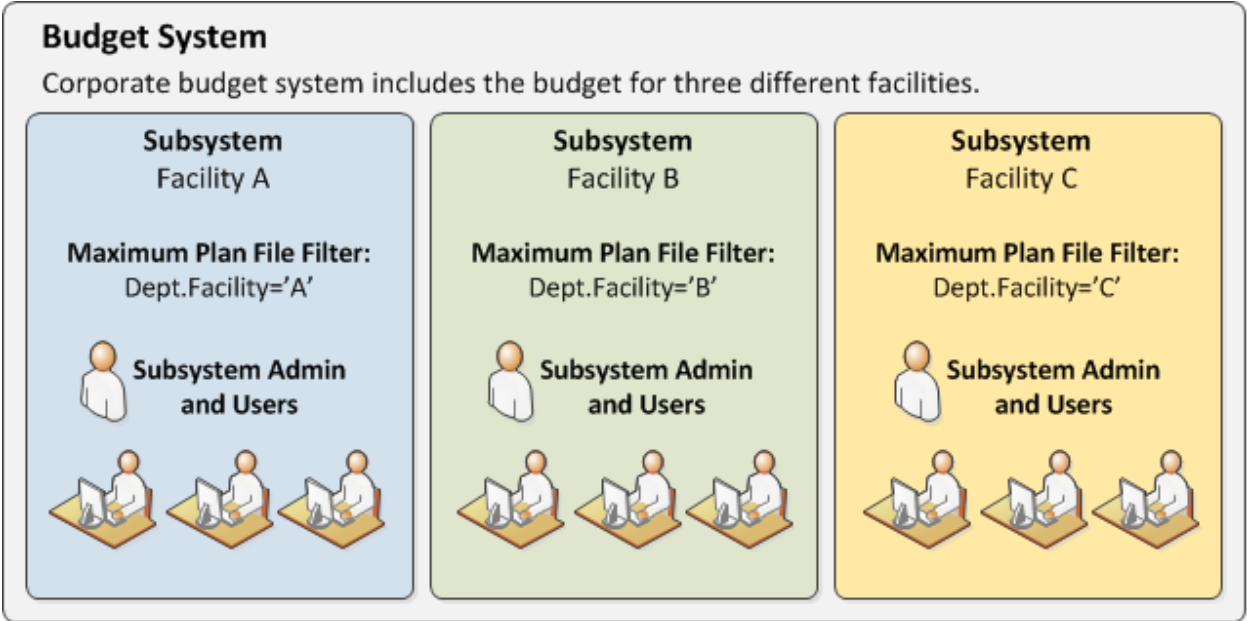 Budget System
Corporate budget system includes the budget for three different facilities.
Subsystem
Facility A
Maximum Plan File Filter:
Dept.Facility=’A’
Subsystem Admin
and Users
Subsystem
Facility B
Maximum Plan File Filter:
Dept.Facility=’B’
Subsystem Admin
and Users
Subsystem
Facility C
Maximum Plan File Filter:
Dept.Facility=’C’
Subsystem Admin
and Users